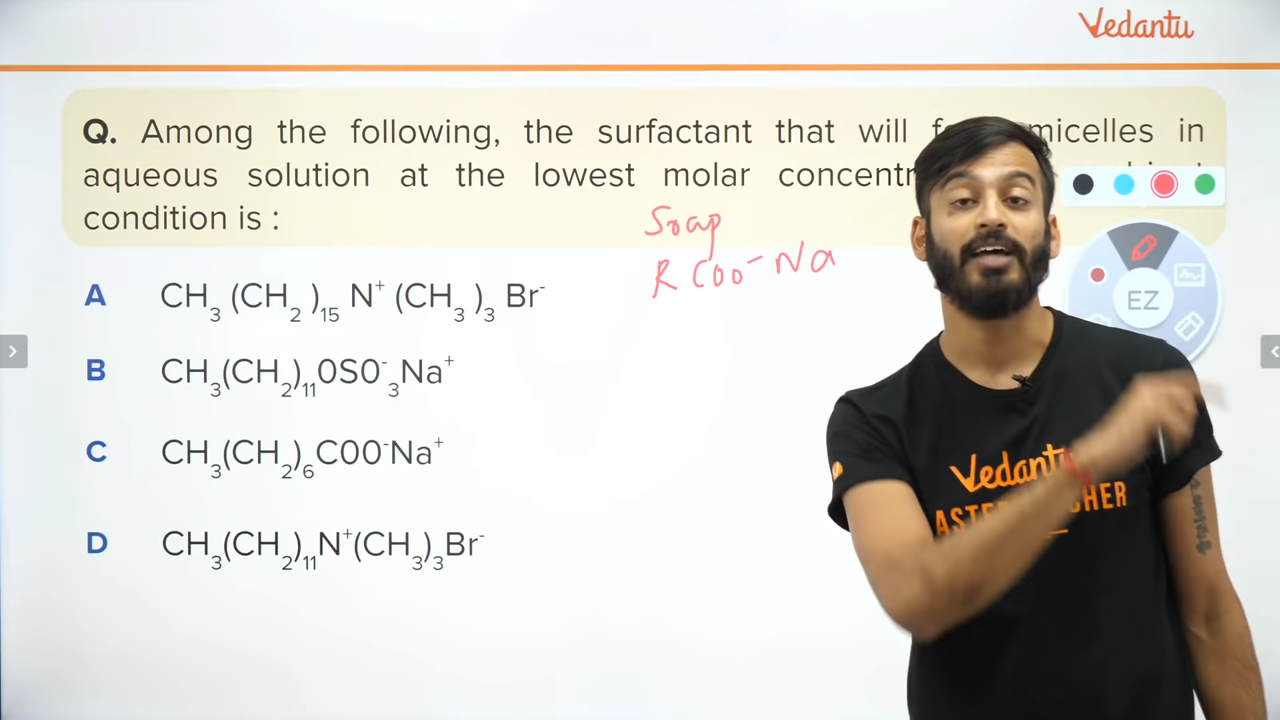 Vedantu
Q. Among the following, the surfactant that will micelles in
aqueous solution at the lowest molar
condition is :
Soap
RCOO⁻Na
A CH₃ (CH₂)₁₅ N⁺ (CH₃)₃ Br⁻
B CH₃(CH₂)₁₁OSO⁻₃Na⁺
C CH₃(CH₂)₆COO⁻Na⁺
D CH₃(CH₂)₁₁N⁺(CH₃)₃Br⁻
EZ
Vedantu